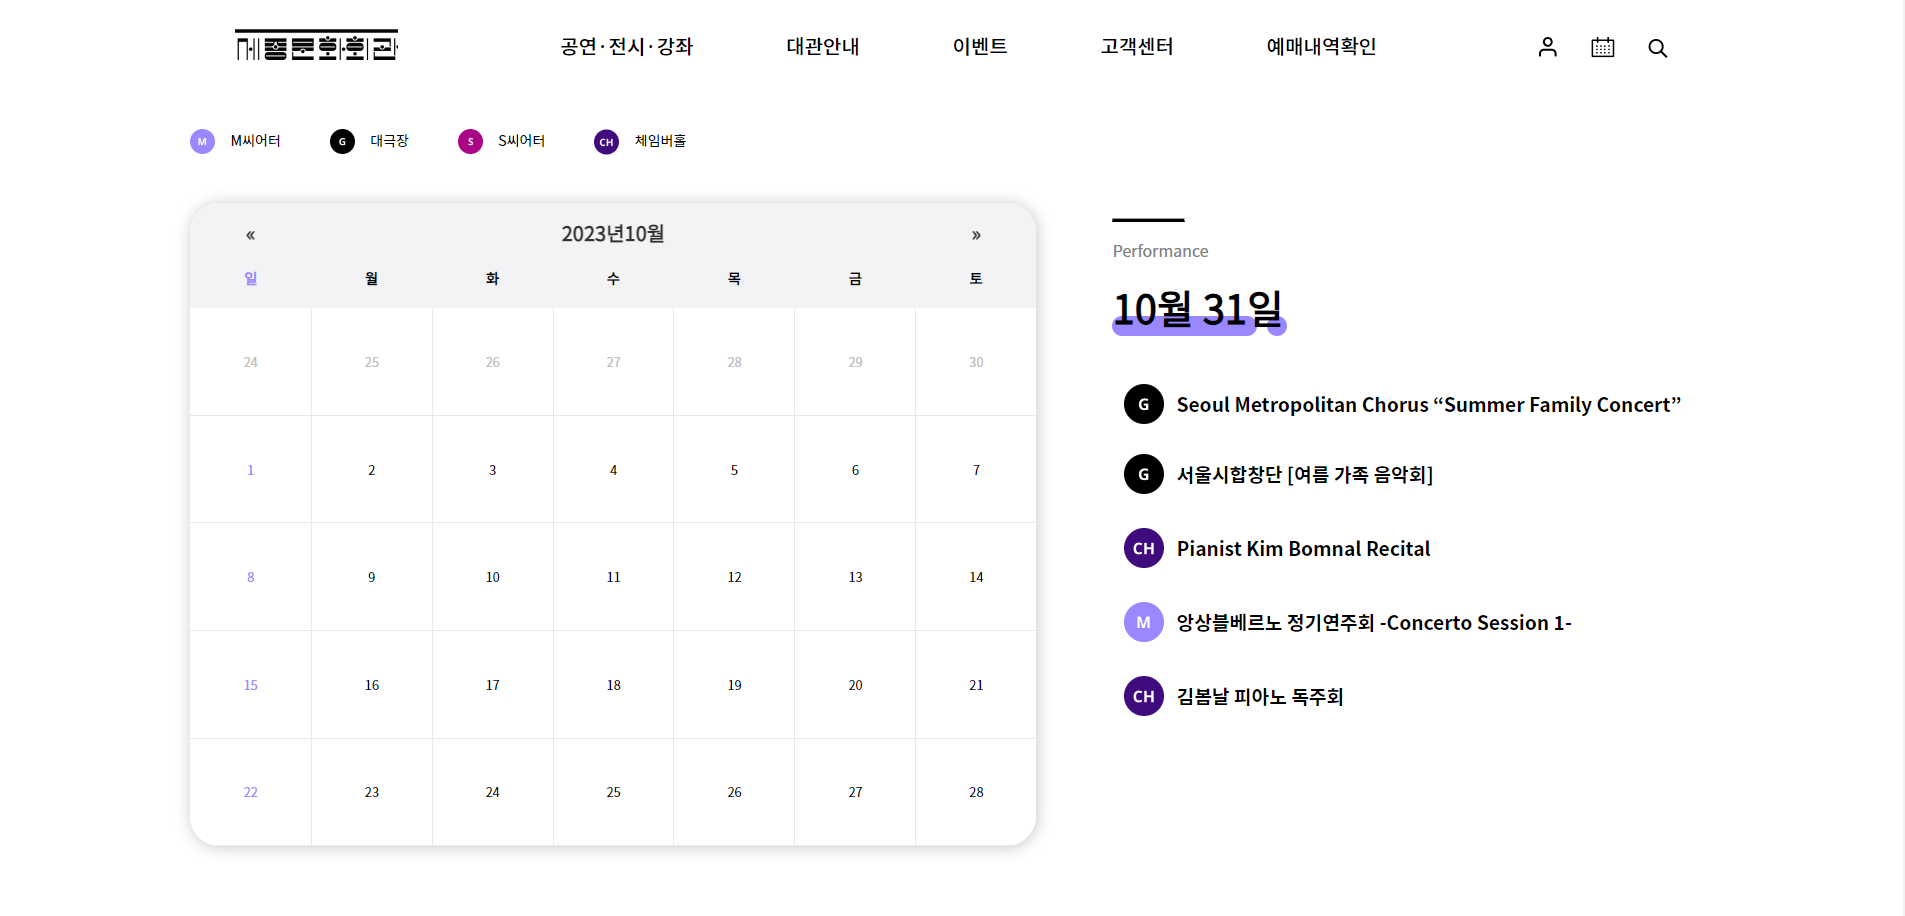 세종문화회관
공연·전시·강좌 대관안내 이벤트 고객센터 예매내역확인
M M씨어터 G 대극장 S S씨어터 CH 체임버홀
« 2023년10월 »
일 월 화 수 목 금 토
24 25 26 27 28 29 30
1 2 3 4 5 6 7
8 9 10 11 12 13 14
15 16 17 18 19 20 21
22 23 24 25 26 27 28
Performance
10월 31일
G Seoul Metropolitan Chorus “Summer Family Concert”
G 서울시합창단 [여름 가족 음악회]
CH Pianist Kim Bomnal Recital
M 앙상블베르노 정기연주회 -Concerto Session 1-
CH 김봄날 피아노 독주회